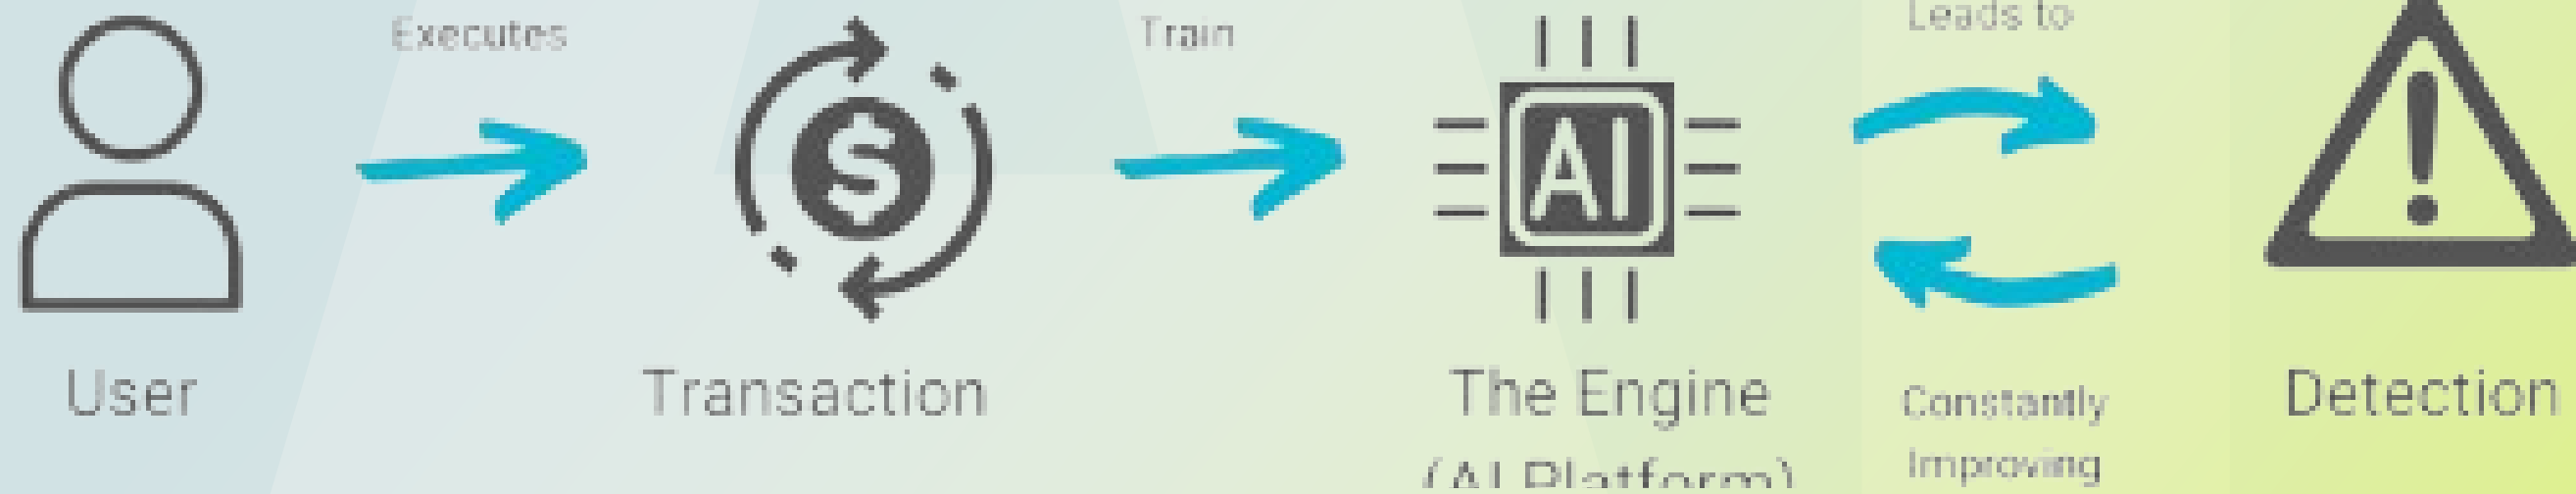 Executes
Train
Leads to
S
AI
User
Transaction
The Engine
(AI Platform)
Constantly
Improving
Detection